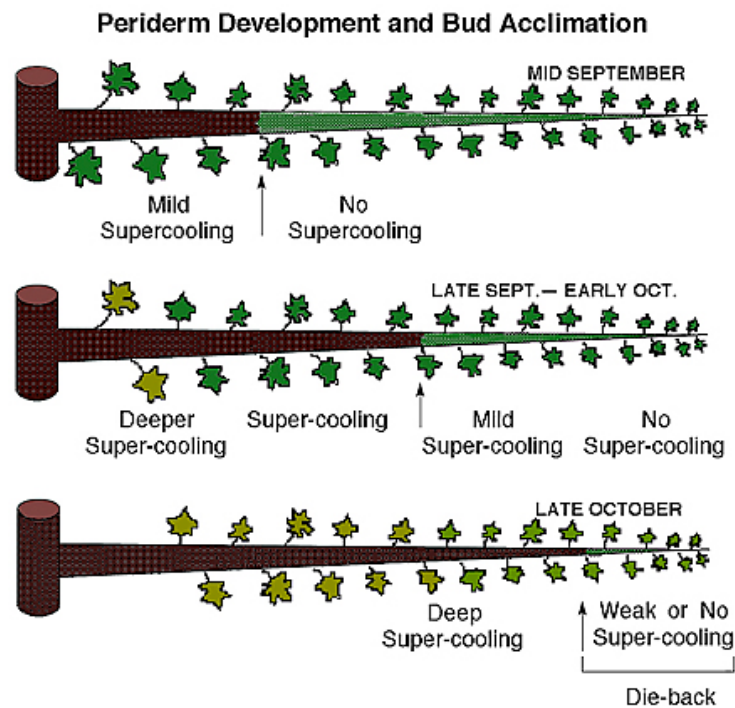 Periderm Development and Bud Acclimation
MID SEPTEMBER
Mild
Supercooling
No
Supercooling
LATE SEPT.— EARLY OCT.
Deeper
Super-cooling
Super-cooling
Mild
Super-cooling
No
Super-cooling
LATE OCTOBER
Deep
Super-cooling
Weak or No
Super-cooling
Die-back